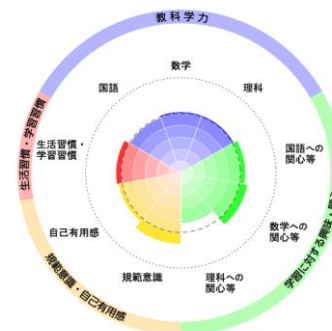 教科学力
数学
国語
理科
生活習慣・学習習慣
生活習慣・
学習習慣
国語への
関心等
自己有用感
数学への
関心等
規範意識
理科への
関心等
規範意識・自己有用感
学習に対する興味・関心